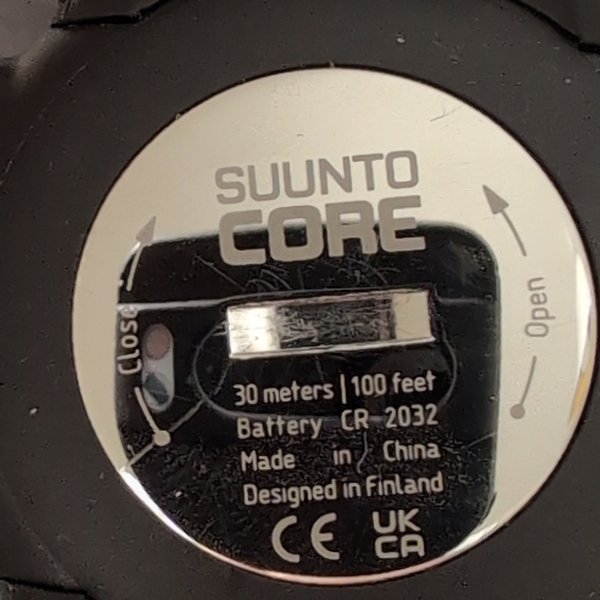 SUUNTO
CORE
Open
Close
30 meters | 100 feet
Battery CR 2032
Made in China
Designed in Finland
CE UK
CA